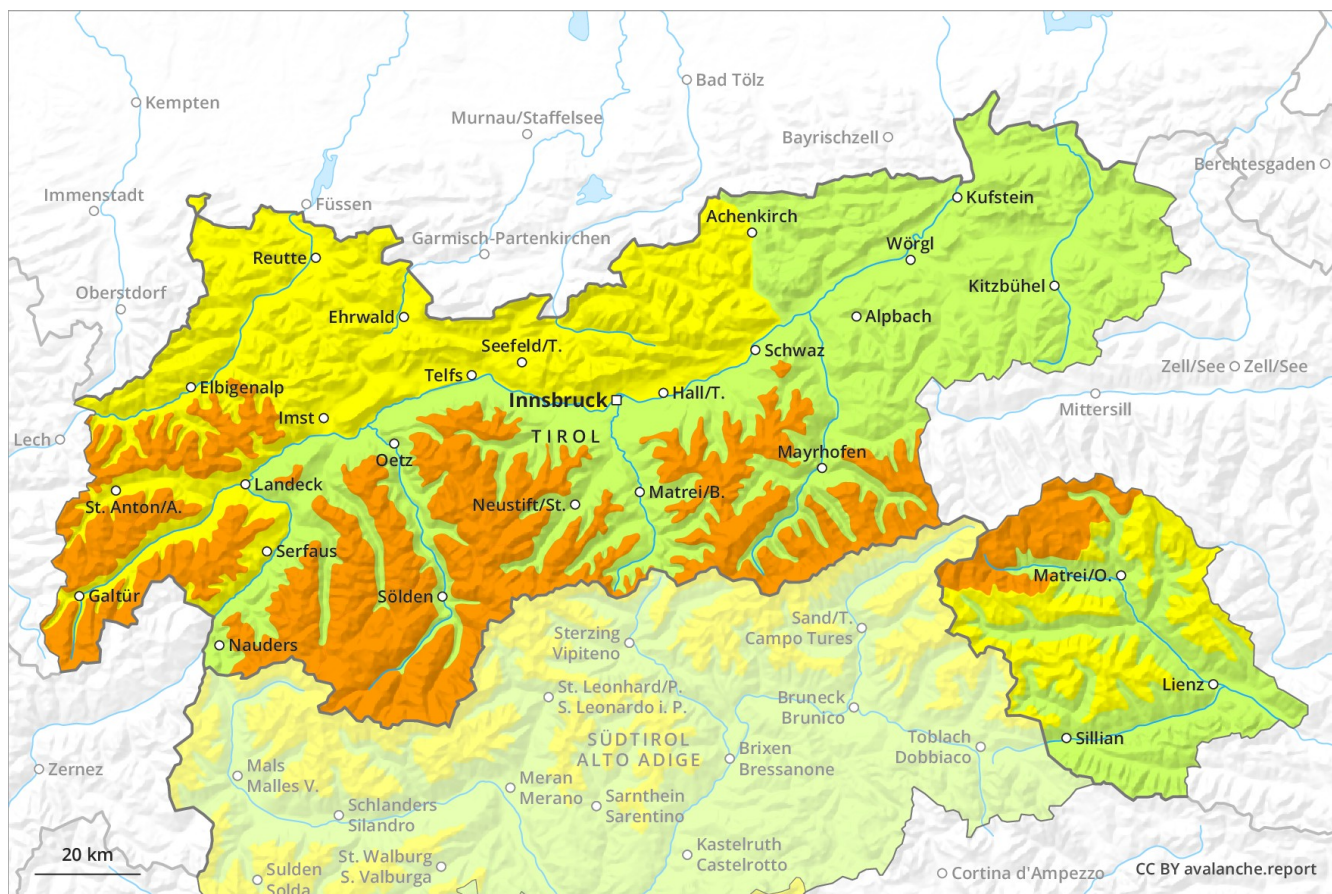 Bad Tölz
Kempten
Murnau/Staffelsee
Bayrischzell
Berchtesgaden
Immenstadt
Füssen
Kufstein
Achenkirch
Garmisch-Partenkirchen
Wörgl
Reutte
Kitzbühel
Oberstdorf
Ehrwald
Alpbach
Seefeld/T.
Schwaz
Telfs
Zell/See
Zell/See
Elbigenalp
Hall/T.
Innsbruck
Mittersill
Imst
Lech
TIROL
Oetz
Mayrhofen
Landeck
Matrei/B.
St. Anton/A.
Neustift/St.
Serfaus
Matrei/O.
Galtür
Sölden
Sand/T.
Campo Tures
Sterzing
Vipiteno
Nauders
St. Leonhard/P.
S. Leonardo i. P.
Bruneck
Brunico
Lienz
SÜDTIROL
ALTO ADIGE
Toblach
Dobbiaco
Sillian
Brixen
Bressanone
Mals
Malles V.
Zernez
Meran
Merano
Sarnthein
Sarentino
Schlanders
Silandro
Kastelruth
Castelrotto
20 km
St. Walburg
S. Valburga
Sulden
Solda
Cortina d'Ampezzo
CC BY avalanche.report